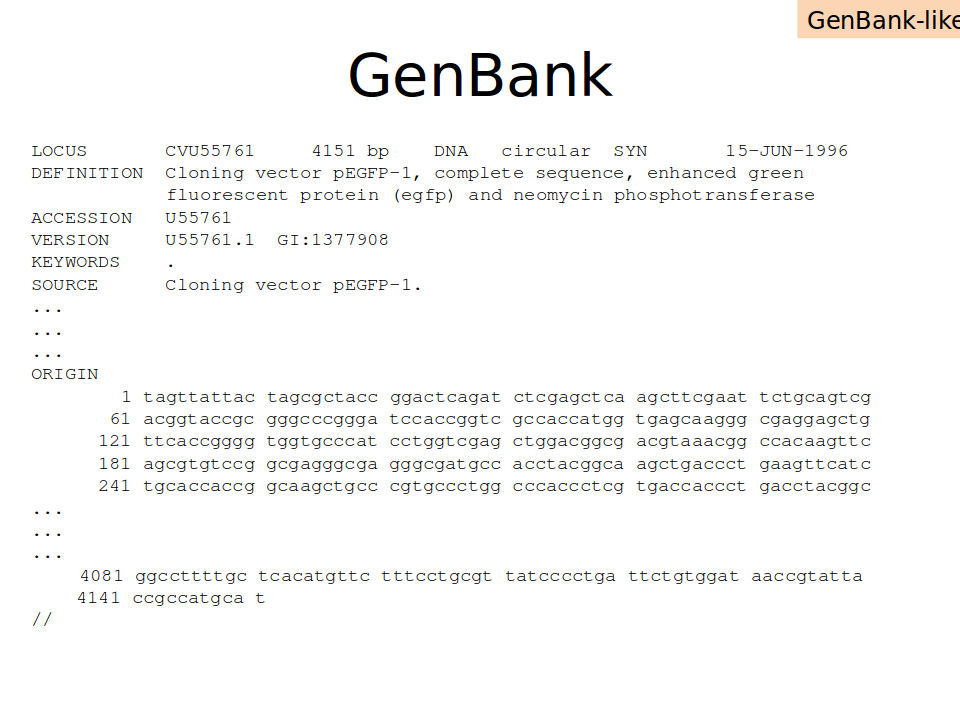 GenBank-like
GenBank
LOCUS       CVU55761     4151 bp    DNA   circular  SYN       15-JUN-1996
DEFINITION  Cloning vector pEGFP-1, complete sequence, enhanced green
            fluorescent protein (egfp) and neomycin phosphotransferase
ACCESSION   U55761
VERSION     U55761.1  GI:1377908
KEYWORDS    .
SOURCE      Cloning vector pEGFP-1.
...
...
...
ORIGIN
        1 tagttattac tagcgctacc ggactcagat ctcgagctca agcttcgaat tctgcagtcg
       61 acggtaccgc gggcccggga tccaccggtc gccaccatgg tgagcaaggg cgaggagctg
      121 ttcaccgggg tggtgcccat cctggtcgag ctggacggcg acgtaaacgg ccacaagttc
      181 agcgtgtccg gcgagggcga gggcgatgcc acctacggca agctgaccct gaagttcatc
      241 tgcaccaccg gcaagctgcc cgtgccctgg cccaccctcg tgaccaccct gacctacggc
...
...
...
     4081 ggccttttgc tcacatgttc tttcctgcgt tatcccctga ttctgtggat aaccgtatta
     4141 ccgccatgca t
//